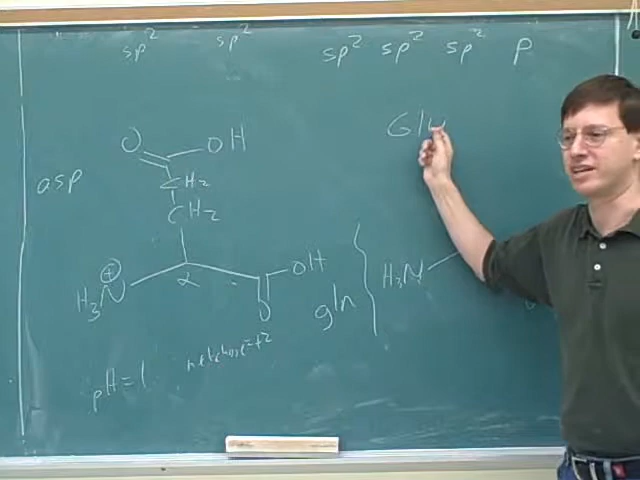 sp² sp² sp² sp² sp² p
Glu
O OH
asp
CH₂
CH₂
⊕
H₃N α OH
O
gln
H₃N
pH=1